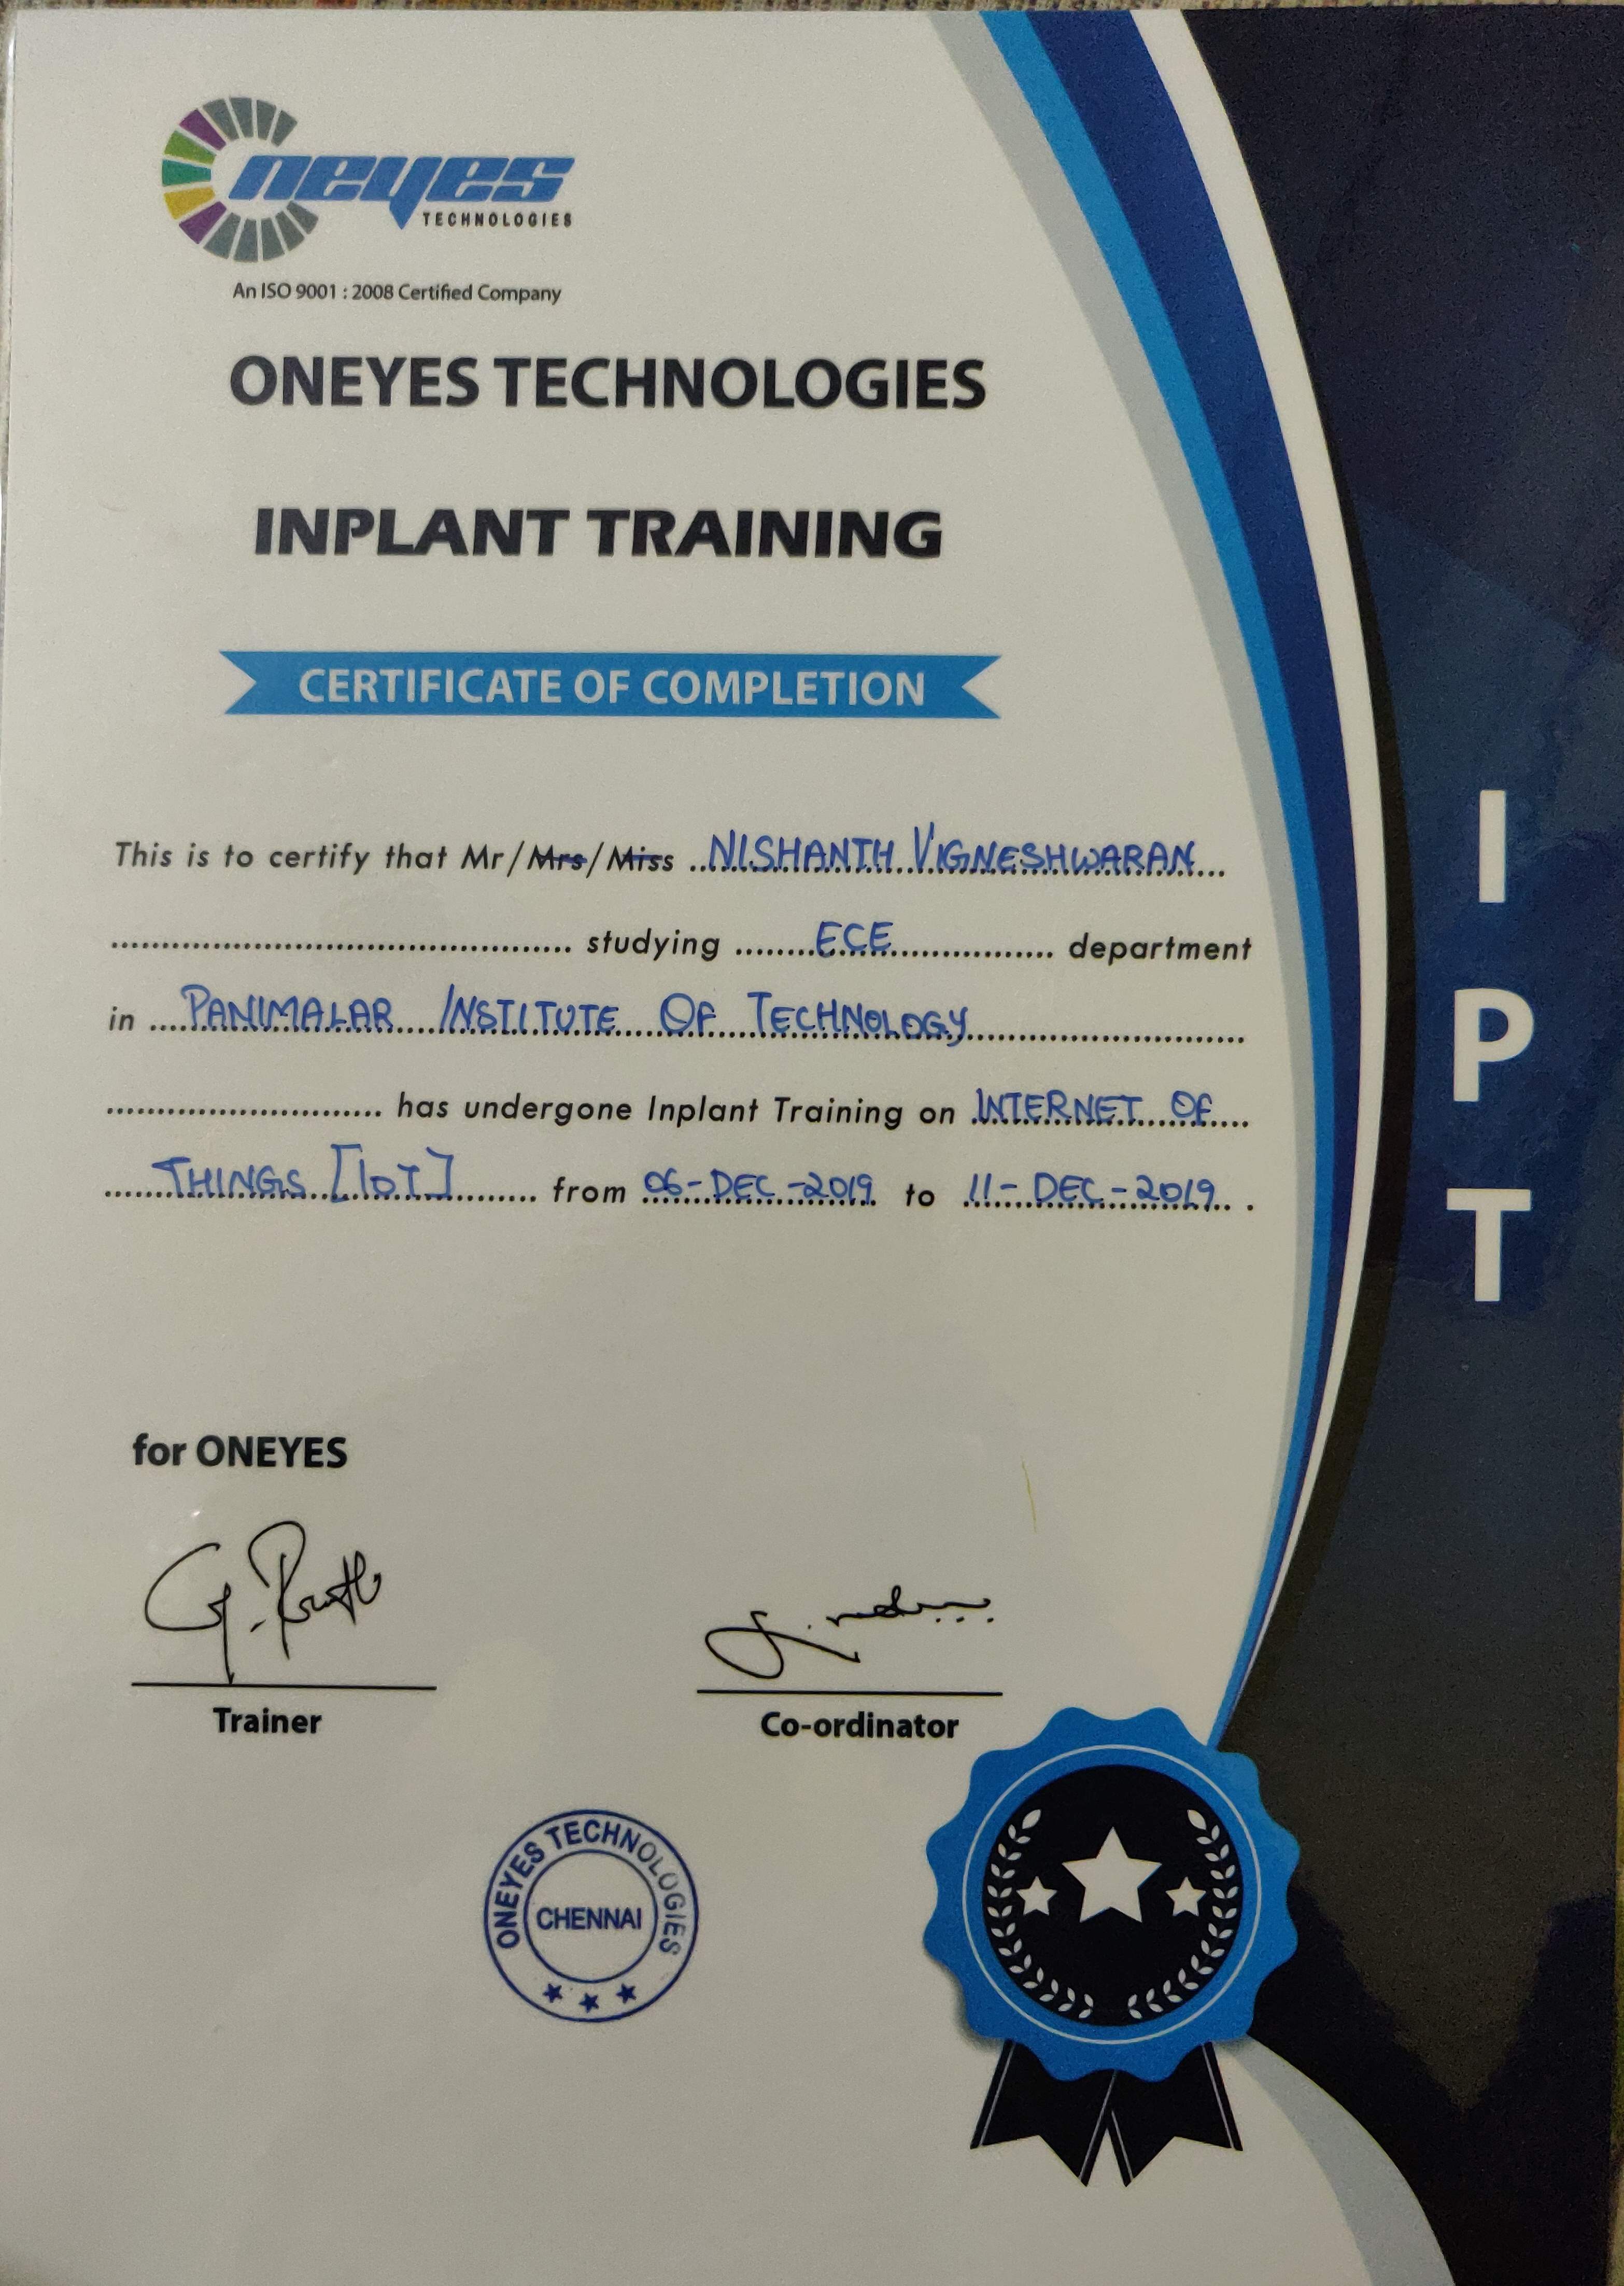 Oneyes
TECHNOLOGIES
An ISO 9001 : 2008 Certified Company
ONEYES TECHNOLOGIES
INPLANT TRAINING
CERTIFICATE OF COMPLETION
This is to certify that Mr/Mrs/Miss ..NISHANTH VIGNESHWARAN...
.............................................. studying ........ECE................ department
in ....PANIMALAR INSTITUTE OF TECHNOLOGY...........................
........................... has undergone Inplant Training on INTERNET OF....
.......THINGS [IoT]........ from 06-DEC-2019 to 11-DEC-2019.. .
I
P
T
for ONEYES
Trainer
Co-ordinator
ONEYES TECHNOLOGIES
CHENNAI